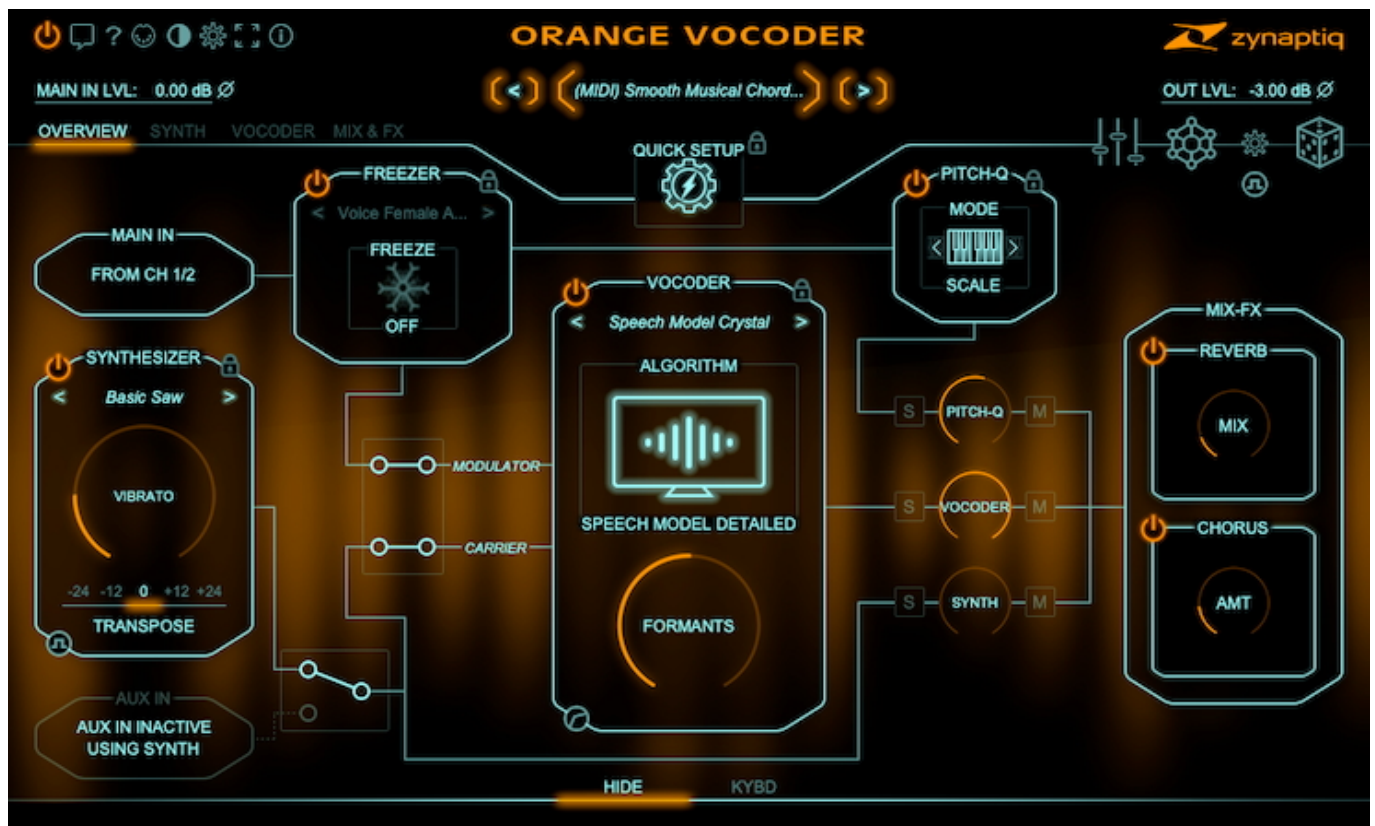 ORANGE VOCODER
zynaptiq
MAIN IN LVL: 0.00 dB
< (MIDI) Smooth Musical Chord... >
OUT LVL: -3.00 dB
OVERVIEW SYNTH VOCODER MIX & FX
QUICK SETUP
FREEZER
< Voice Female A... >
FREEZE
OFF
PITCH-Q
MODE
< >
SCALE
MAIN IN
FROM CH 1/2
VOCODER
< Speech Model Crystal >
ALGORITHM
SPEECH MODEL DETAILED
FORMANTS
SYNTHESIZER
< Basic Saw >
VIBRATO
-24 -12 0 +12 +24
TRANSPOSE
MODULATOR
CARRIER
AUX IN
AUX IN INACTIVE
USING SYNTH
S PITCH-Q M
S VOCODER M
S SYNTH M
MIX-FX
REVERB
MIX
CHORUS
AMT
HIDE KYBD